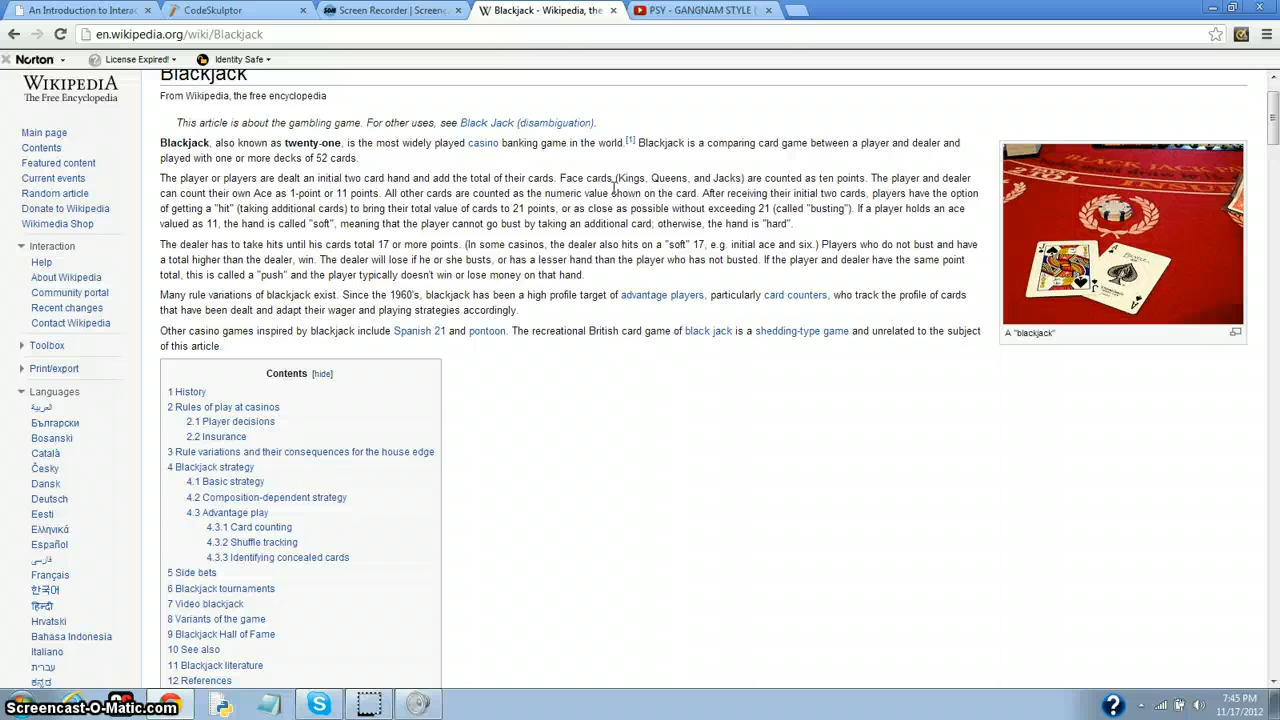 An Introduction to Interac
CodeSkulptor
Screen Recorder | Screenc
Blackjack - Wikipedia, the
PSY - GANGNAM STYLE (
en.wikipedia.org/wiki/Blackjack
Norton
License Expired!
Identity Safe
WIKIPEDIA
The Free Encyclopedia
Main page
Contents
Featured content
Current events
Random article
Donate to Wikipedia
Wikimedia Shop
Interaction
Help
About Wikipedia
Community portal
Recent changes
Contact Wikipedia
Toolbox
Print/export
Languages
العربية
Български
Bosanski
Català
Česky
Dansk
Deutsch
Eesti
Ελληνικά
Español
فارسی
Français
한국어
हिन्दी
Hrvatski
Bahasa Indonesia
Italiano
עברית
ಕನ್ನಡ
Blackjack
From Wikipedia, the free encyclopedia
This article is about the gambling game. For other uses, see Black Jack (disambiguation).
Blackjack, also known as twenty-one, is the most widely played casino banking game in the world.[1] Blackjack is a comparing card game between a player and dealer and
played with one or more decks of 52 cards.
The player or players are dealt an initial two card hand and add the total of their cards. Face cards (Kings, Queens, and Jacks) are counted as ten points. The player and dealer
can count their own Ace as 1-point or 11 points. All other cards are counted as the numeric value shown on the card. After receiving their initial two cards, players have the option
of getting a "hit" (taking additional cards) to bring their total value of cards to 21 points, or as close as possible without exceeding 21 (called "busting"). If a player holds an ace
valued as 11, the hand is called "soft", meaning that the player cannot go bust by taking an additional card; otherwise, the hand is "hard".
The dealer has to take hits until his cards total 17 or more points. (In some casinos, the dealer also hits on a "soft" 17, e.g. initial ace and six.) Players who do not bust and have
a total higher than the dealer, win. The dealer will lose if he or she busts, or has a lesser hand than the player who has not busted. If the player and dealer have the same point
total, this is called a "push" and the player typically doesn't win or lose money on that hand.
Many rule variations of blackjack exist. Since the 1960's, blackjack has been a high profile target of advantage players, particularly card counters, who track the profile of cards
that have been dealt and adapt their wager and playing strategies accordingly.
Other casino games inspired by blackjack include Spanish 21 and pontoon. The recreational British card game of black jack is a shedding-type game and unrelated to the subject
of this article.
A "blackjack"
Contents [hide]
1 History
2 Rules of play at casinos
2.1 Player decisions
2.2 Insurance
3 Rule variations and their consequences for the house edge
4 Blackjack strategy
4.1 Basic strategy
4.2 Composition-dependent strategy
4.3 Advantage play
4.3.1 Card counting
4.3.2 Shuffle tracking
4.3.3 Identifying concealed cards
5 Side bets
6 Blackjack tournaments
7 Video blackjack
8 Variants of the game
9 Blackjack Hall of Fame
10 See also
11 Blackjack literature
12 References
Screencast-O-Matic.com
7:45 PM
11/17/2012